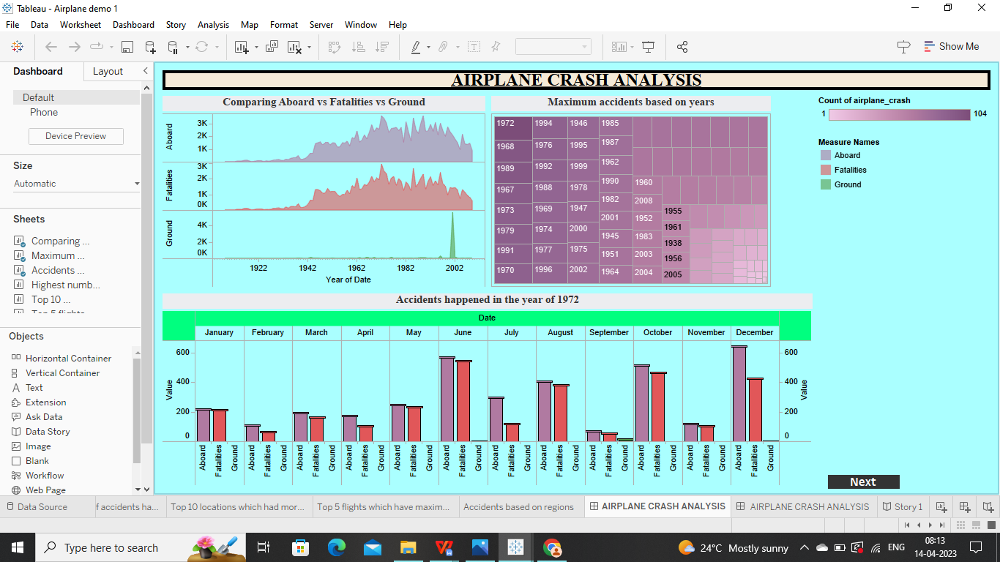 Tableau - Airplane demo 1
File Data Worksheet Dashboard Story Analysis Map Format Server Window Help
Show Me
Dashboard Layout
Default
Phone
Device Preview
Size
Automatic
Sheets
Comparing ...
Maximum ...
Accidents ...
Highest numb...
Top 10 ...
Objects
Horizontal Container
Vertical Container
Text
Extension
Ask Data
Data Story
Image
Blank
Workflow
Web Page
AIRPLANE CRASH ANALYSIS
Comparing Aboard vs Fatalities vs Ground
Aboard
3K
2K
1K
Fatalities
3K
2K
1K
0K
Ground
4K
2K
0K
1922 1942 1962 1982 2002
Year of Date
Maximum accidents based on years
1972 1994 1946 1985
1968 1976 1995 1987
1989 1992 1999 1962
1967 1988 1978 1990 1960
1973 1969 1947 1982 2008
1979 1974 2000 2001 1952 1955
1991 1977 1975 1945 1983 1961
1970 1996 2002 1951 2003 1938
1964 2004 1956
2005
Count of airplane_crash
1 104
Measure Names
Aboard
Fatalities
Ground
Accidents happened in the year of 1972
Date
January February March April May June July August September October November December
Value
600
400
200
0
600
400
200
0
Value
Aboard Fatalities Ground Aboard Fatalities Ground Aboard Fatalities Ground Aboard Fatalities Ground Aboard Fatalities Ground Aboard Fatalities Ground Aboard Fatalities Ground Aboard Fatalities Ground Aboard Fatalities Ground Aboard Fatalities Ground Aboard Fatalities Ground Aboard Fatalities Ground
Next
Data Source f accidents ha... Top 10 locations which had mor... Top 5 flights which have maxim... Accidents based on regions AIRPLANE CRASH ANALYSIS AIRPLANE CRASH ANALYSIS Story 1
Type here to search
24°C Mostly sunny
ENG
08:13
14-04-2023